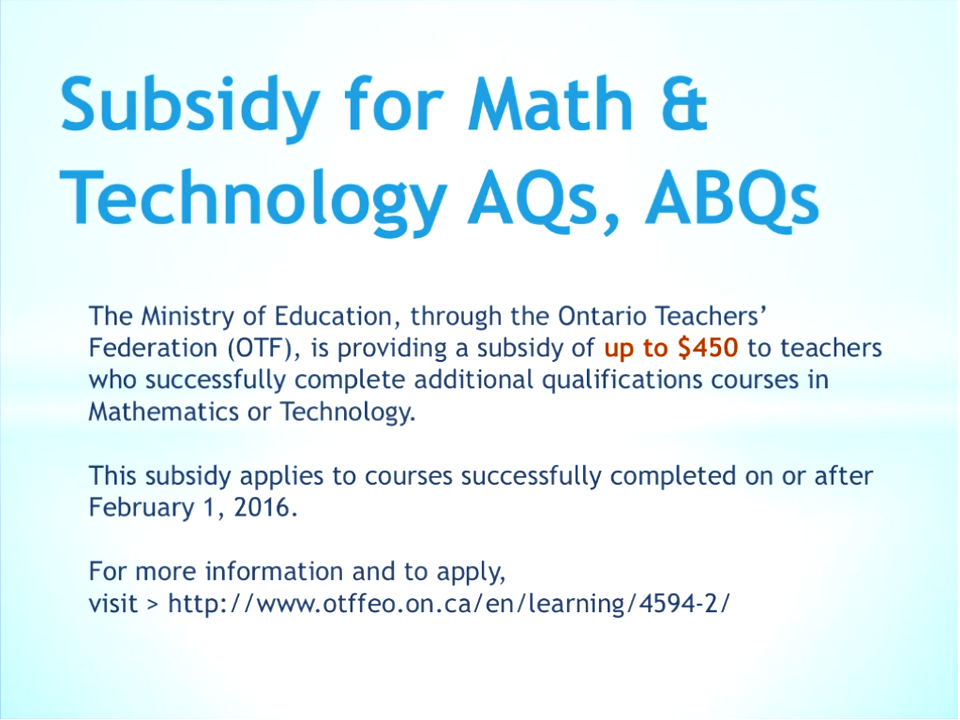 Subsidy for Math &
Technology AQs, ABQs
The Ministry of Education, through the Ontario Teachers’
Federation (OTF), is providing a subsidy of up to $450 to teachers
who successfully complete additional qualifications courses in
Mathematics or Technology.
This subsidy applies to courses successfully completed on or after
February 1, 2016.
For more information and to apply,
visit > http://www.otffeo.on.ca/en/learning/4594-2/